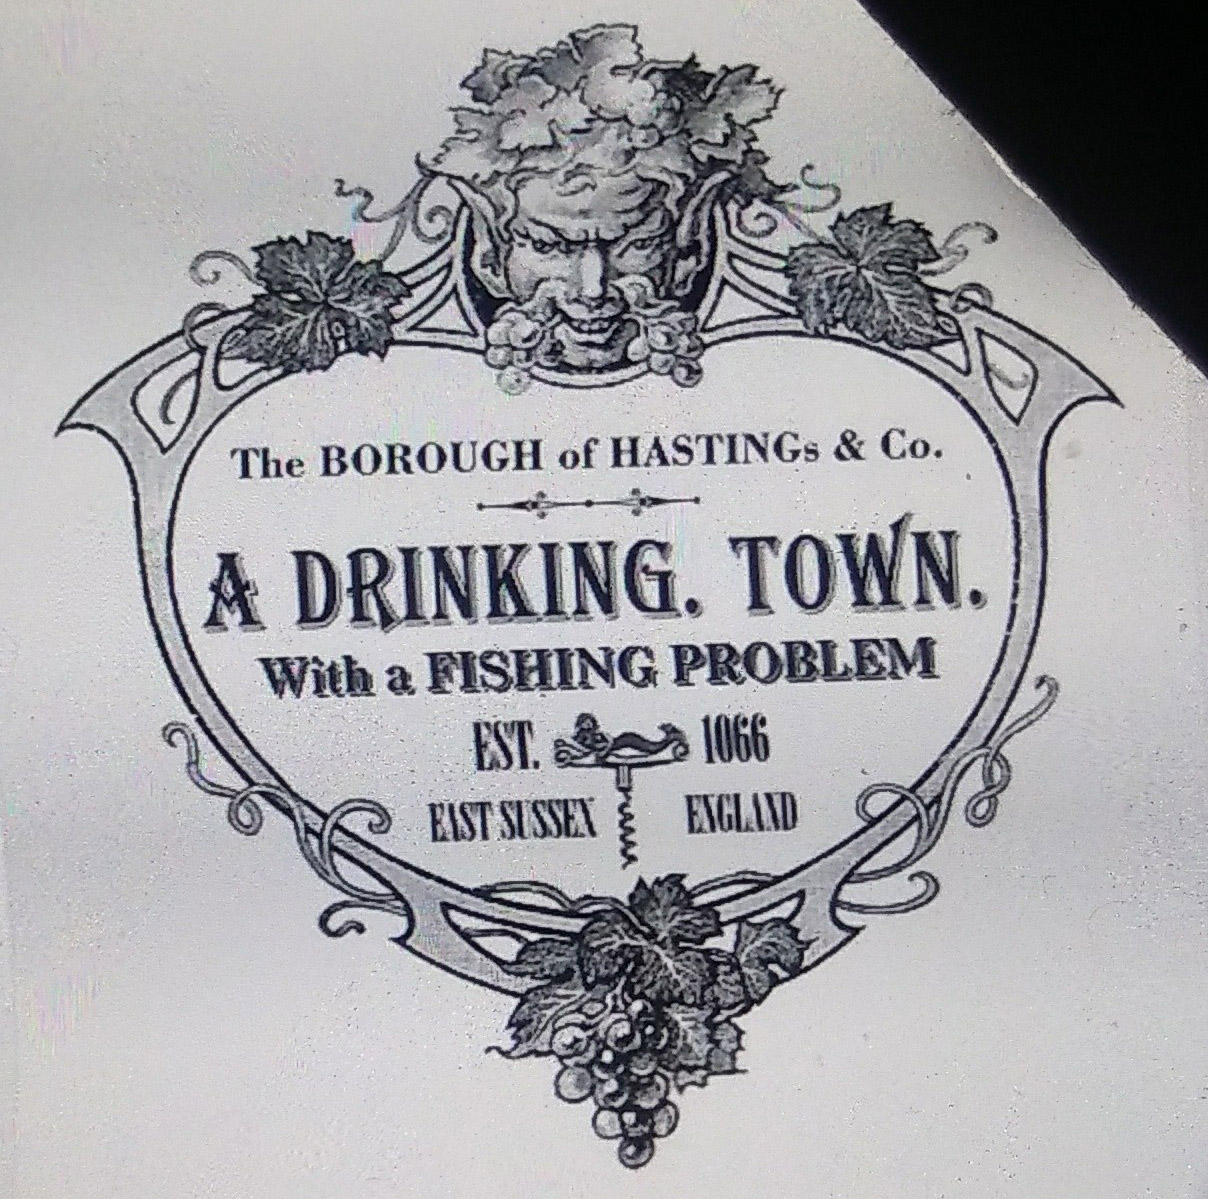 The BOROUGH of HASTINGs & Co.
A DRINKING. TOWN.
With a FISHING PROBLEM
EST. 1066
EAST SUSSEX ENGLAND